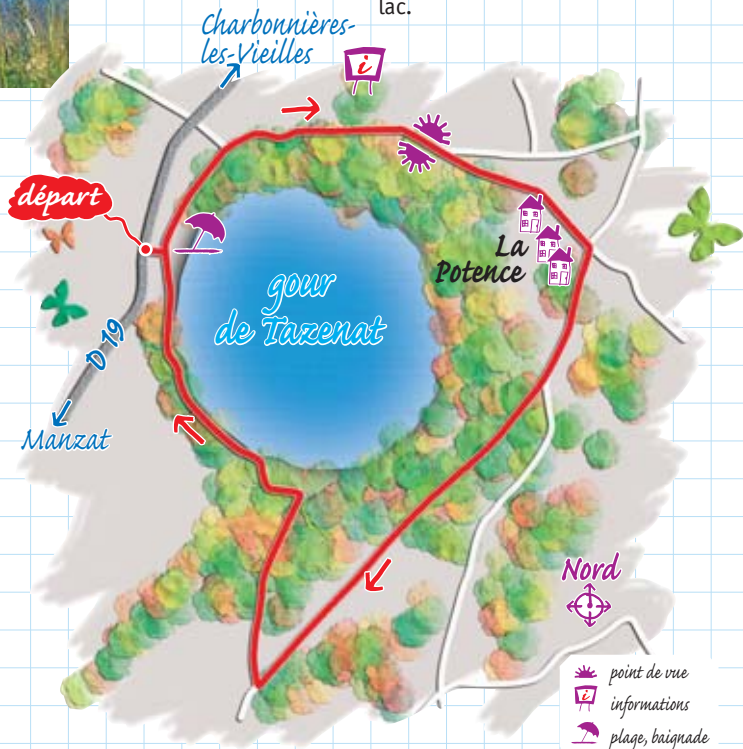 lac.
Charbonnières-
les-Vieilles
i
départ
La
Potence
gour
de Tazenat
D 19
Manzat
Nord
point de vue
i
informations
plage, baignade